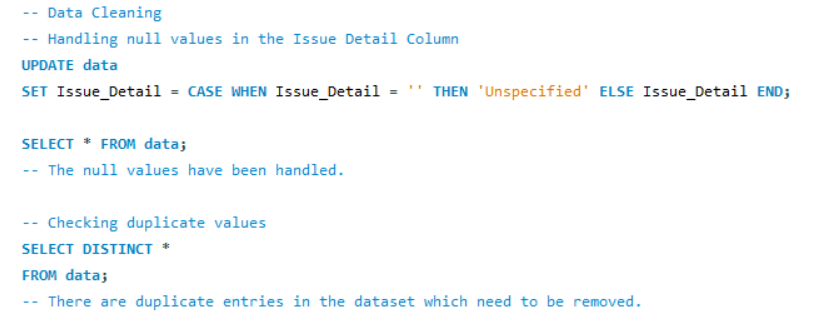 -- Data Cleaning
-- Handling null values in the Issue Detail Column
UPDATE data
SET Issue_Detail = CASE WHEN Issue_Detail = '' THEN 'Unspecified' ELSE Issue_Detail END;
SELECT * FROM data;
-- The null values have been handled.
-- Checking duplicate values
SELECT DISTINCT *
FROM data;
-- There are duplicate entries in the dataset which need to be removed.